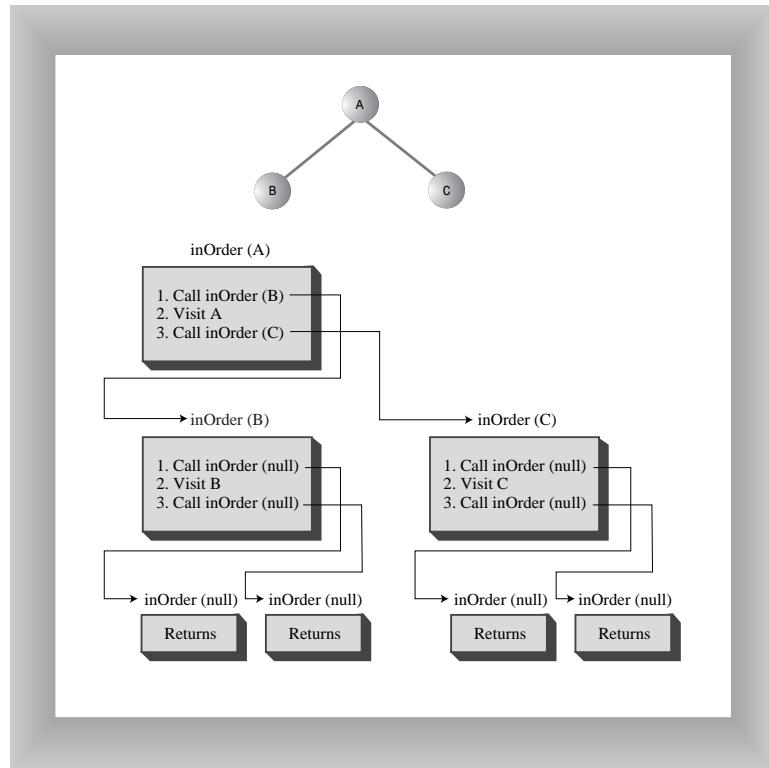 A
B
C
inOrder (A)
1. Call inOrder (B)
2. Visit A
3. Call inOrder (C)
inOrder (B)
inOrder (C)
1. Call inOrder (null)
2. Visit B
3. Call inOrder (null)
1. Call inOrder (null)
2. Visit C
3. Call inOrder (null)
inOrder (null)
inOrder (null)
inOrder (null)
inOrder (null)
Returns
Returns
Returns
Returns